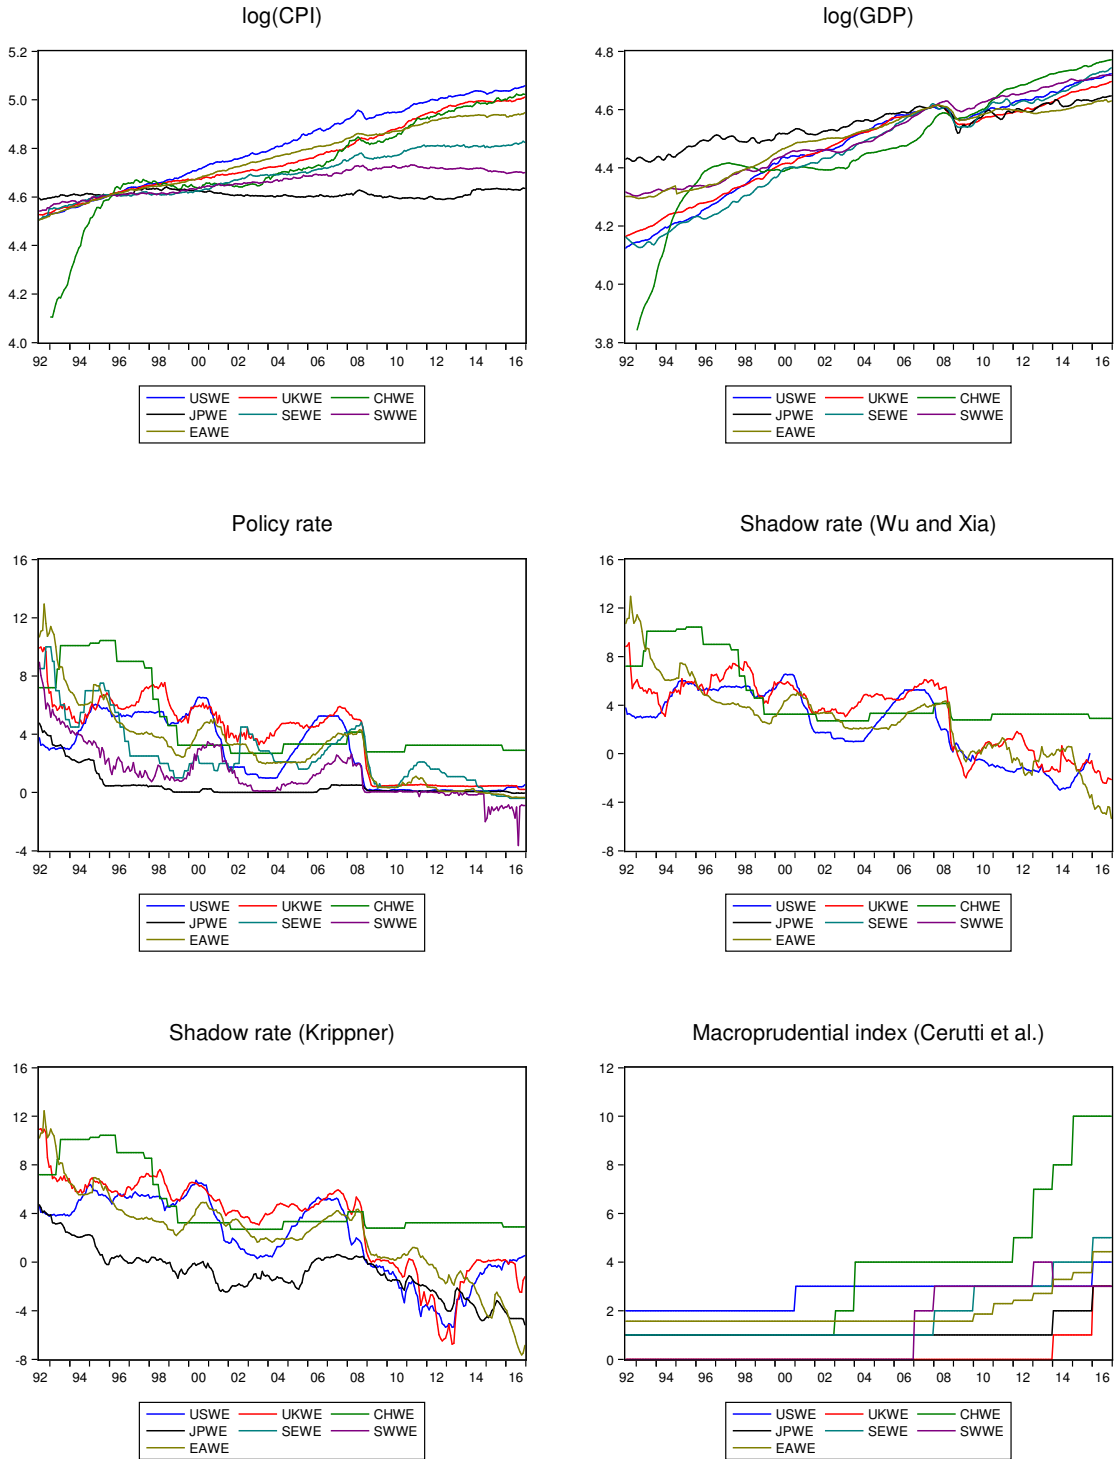 log(CPI)
5.2
5.0
4.8
4.6
4.4
4.2
4.0
92 94 96 98 00 02 04 06 08 10 12 14 16
USWE UKWE CHWE
JPWE SEWE SWWE
EAWE
log(GDP)
4.8
4.6
4.4
4.2
4.0
3.8
92 94 96 98 00 02 04 06 08 10 12 14 16
USWE UKWE CHWE
JPWE SEWE SWWE
EAWE
Policy rate
16
12
8
4
0
-4
92 94 96 98 00 02 04 06 08 10 12 14 16
USWE UKWE CHWE
JPWE SEWE SWWE
EAWE
Shadow rate (Wu and Xia)
16
12
8
4
0
-4
-8
92 94 96 98 00 02 04 06 08 10 12 14 16
USWE UKWE CHWE
JPWE SEWE SWWE
EAWE
Shadow rate (Krippner)
16
12
8
4
0
-4
-8
92 94 96 98 00 02 04 06 08 10 12 14 16
USWE UKWE CHWE
JPWE SEWE SWWE
EAWE
Macroprudential index (Cerutti et al.)
12
10
8
6
4
2
0
92 94 96 98 00 02 04 06 08 10 12 14 16
USWE UKWE CHWE
JPWE SEWE SWWE
EAWE